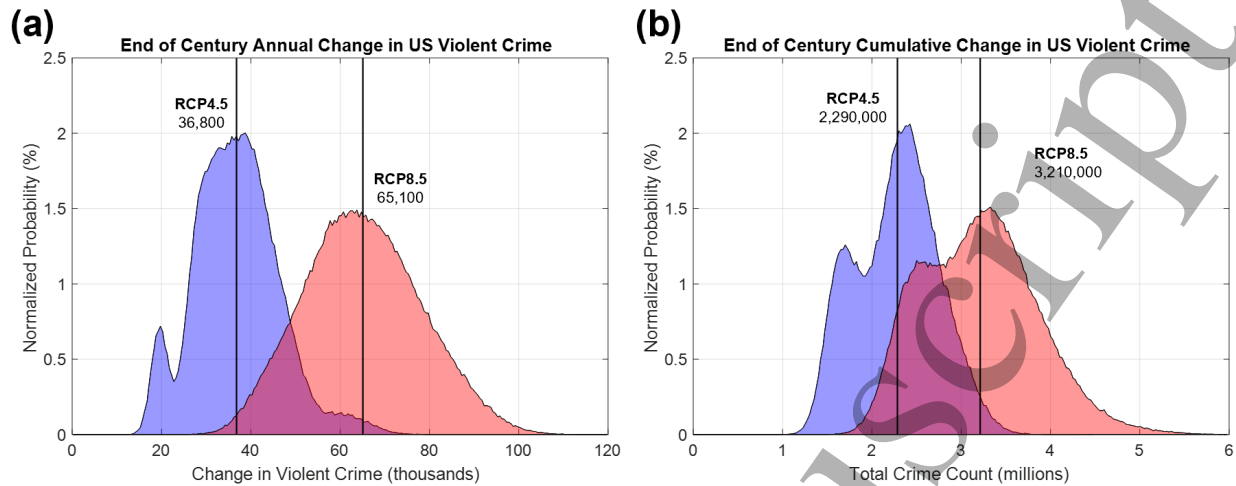 (a)
End of Century Annual Change in US Violent Crime
2.5
2
1.5
1
0.5
0
Normalized Probability (%)
RCP4.5
36,800
RCP8.5
65,100
0 20 40 60 80 100 120
Change in Violent Crime (thousands)
(b)
End of Century Cumulative Change in US Violent Crime
2.5
2
1.5
1
0.5
0
Normalized Probability (%)
RCP4.5
2,290,000
RCP8.5
3,210,000
0 1 2 3 4 5 6
Total Crime Count (millions)
script